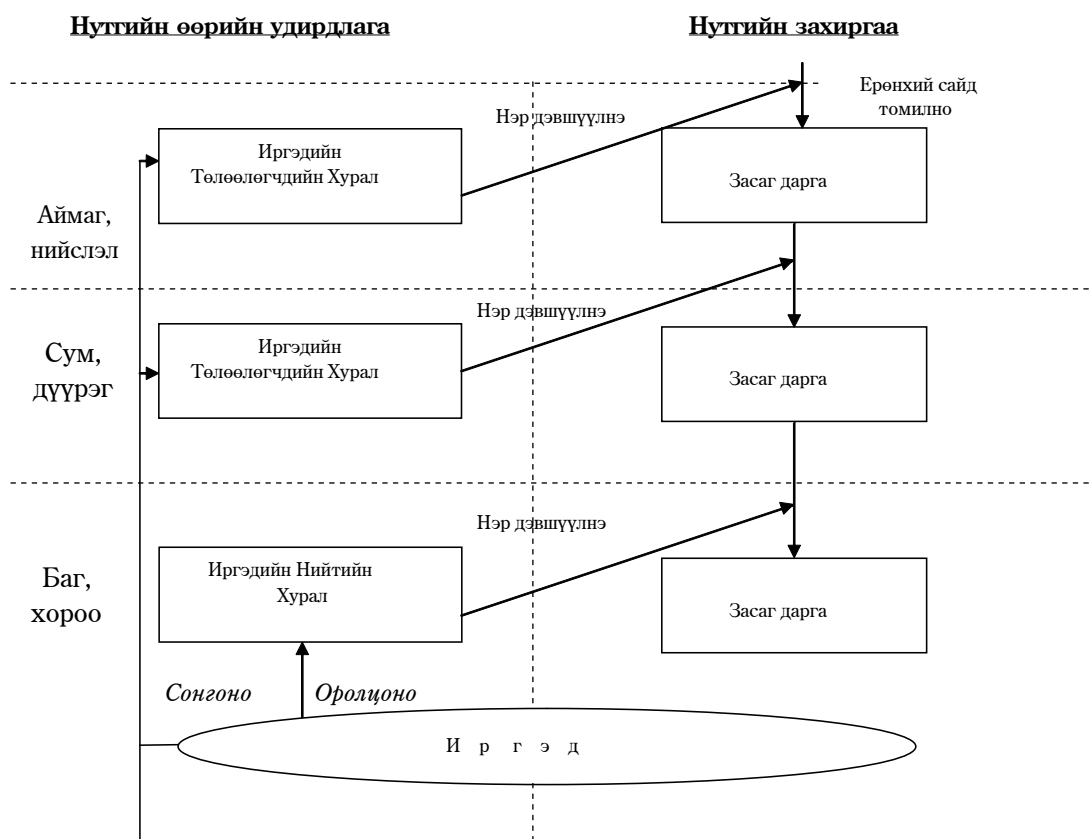 Нутгийн өөрийн удирдлага
Нутгийн захиргаа
Ерөнхий сайд
томилно
Нэр дэвшүүлнэ
Иргэдийн
Төлөөлөгчдийн Хурал
Засаг дарга
Аймаг,
нийслэл
Нэр дэвшүүлнэ
Сум,
дүүрэг
Иргэдийн
Төлөөлөгчдийн Хурал
Засаг дарга
Нэр дэвшүүлнэ
Баг,
хороо
Иргэдийн Нийтийн
Хурал
Засаг дарга
Сонгоно
Оролцоно
И р г э д